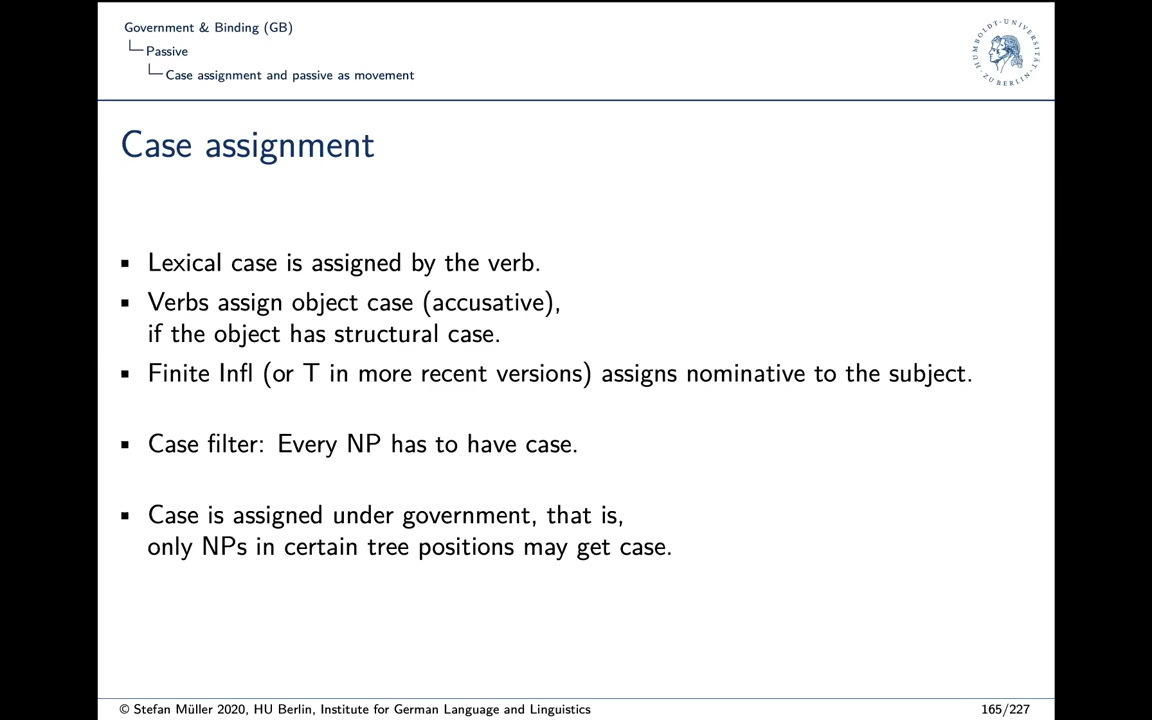 Government & Binding (GB)
Passive
Case assignment and passive as movement
HUMBOLDT-UNIVERSITÄT ZU BERLIN
Case assignment
▪ Lexical case is assigned by the verb.
▪ Verbs assign object case (accusative),
if the object has structural case.
▪ Finite Infl (or T in more recent versions) assigns nominative to the subject.
▪ Case filter: Every NP has to have case.
▪ Case is assigned under government, that is,
only NPs in certain tree positions may get case.
© Stefan Müller 2020, HU Berlin, Institute for German Language and Linguistics
165/227